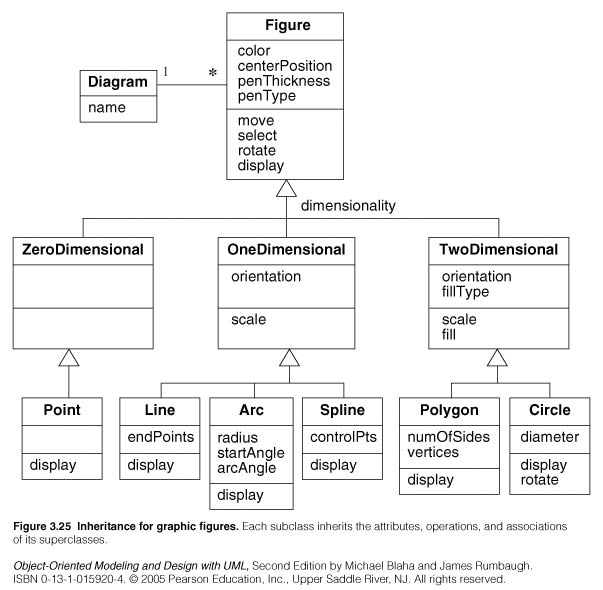 Figure
color
centerPosition
penThickness
penType
move
select
rotate
display
Diagram
name
1
*
dimensionality
ZeroDimensional
OneDimensional
orientation
scale
TwoDimensional
orientation
fillType
scale
fill
Point
display
Line
endPoints
display
Arc
radius
startAngle
arcAngle
display
Spline
controlPts
display
Polygon
numOfSides
vertices
display
Circle
diameter
display
rotate
Figure 3.25 Inheritance for graphic figures. Each subclass inherits the attributes, operations, and associations
of its superclasses.
Object-Oriented Modeling and Design with UML, Second Edition by Michael Blaha and James Rumbaugh.
ISBN 0-13-1-015920-4. © 2005 Pearson Education, Inc., Upper Saddle River, NJ. All rights reserved.